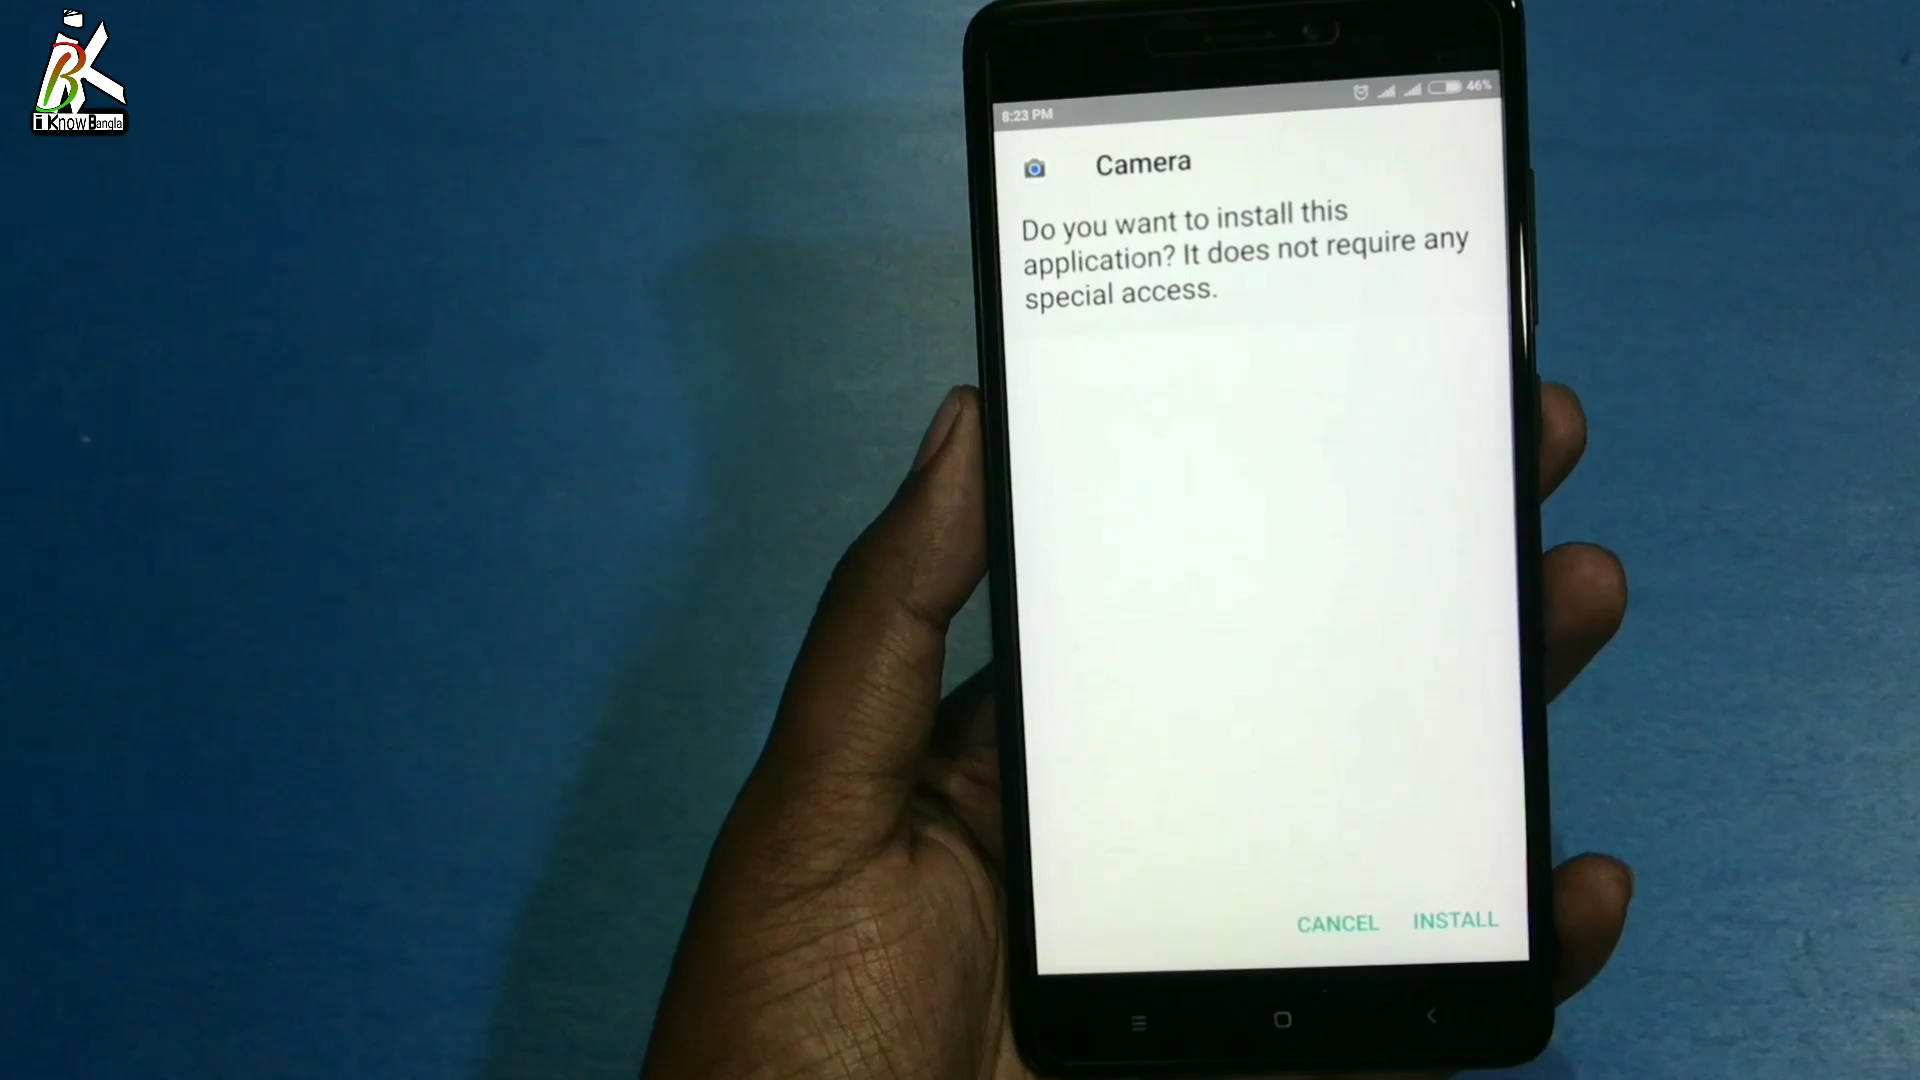 i Know Bangla
8:23 PM
46%
Camera
Do you want to install this
application? It does not require any
special access.
CANCEL INSTALL